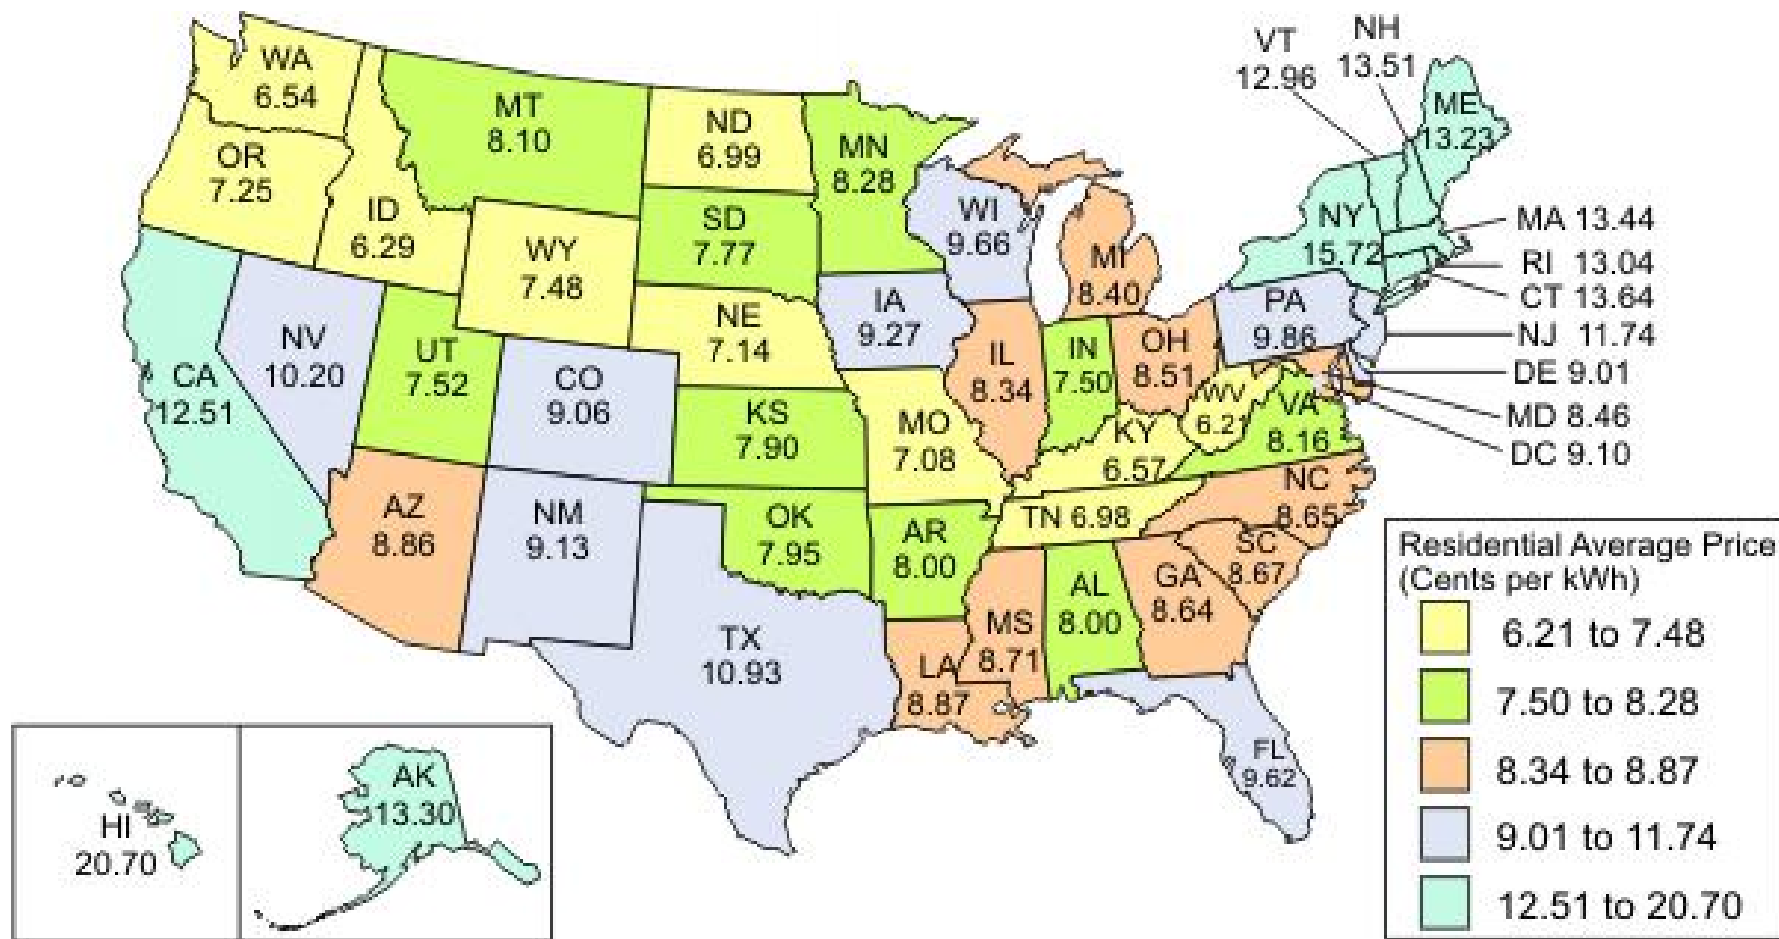 WA
6.54
OR
7.25
ID
6.29
MT
8.10
WY
7.48
ND
6.99
SD
7.77
NE
7.14
MN
8.28
IA
9.27
WI
9.66
MI
8.40
CA
12.51
NV
10.20
UT
7.52
CO
9.06
KS
7.90
MO
7.08
IL
8.34
IN
7.50
OH
8.51
KY
6.57
WV
6.21
VA
8.16
PA
9.86
NY
15.72
VT
12.96
NH
13.51
ME
13.23
MA 13.44
RI 13.04
CT 13.64
NJ 11.74
DE 9.01
MD 8.46
DC 9.10
AZ
8.86
NM
9.13
OK
7.95
AR
8.00
TN 6.98
NC
8.65
SC
8.67
GA
8.64
AL
8.00
MS
8.71
LA
8.87
TX
10.93
FL
9.62
HI
20.70
AK
13.30
Residential Average Price
(Cents per kWh)
6.21 to 7.48
7.50 to 8.28
8.34 to 8.87
9.01 to 11.74
12.51 to 20.70